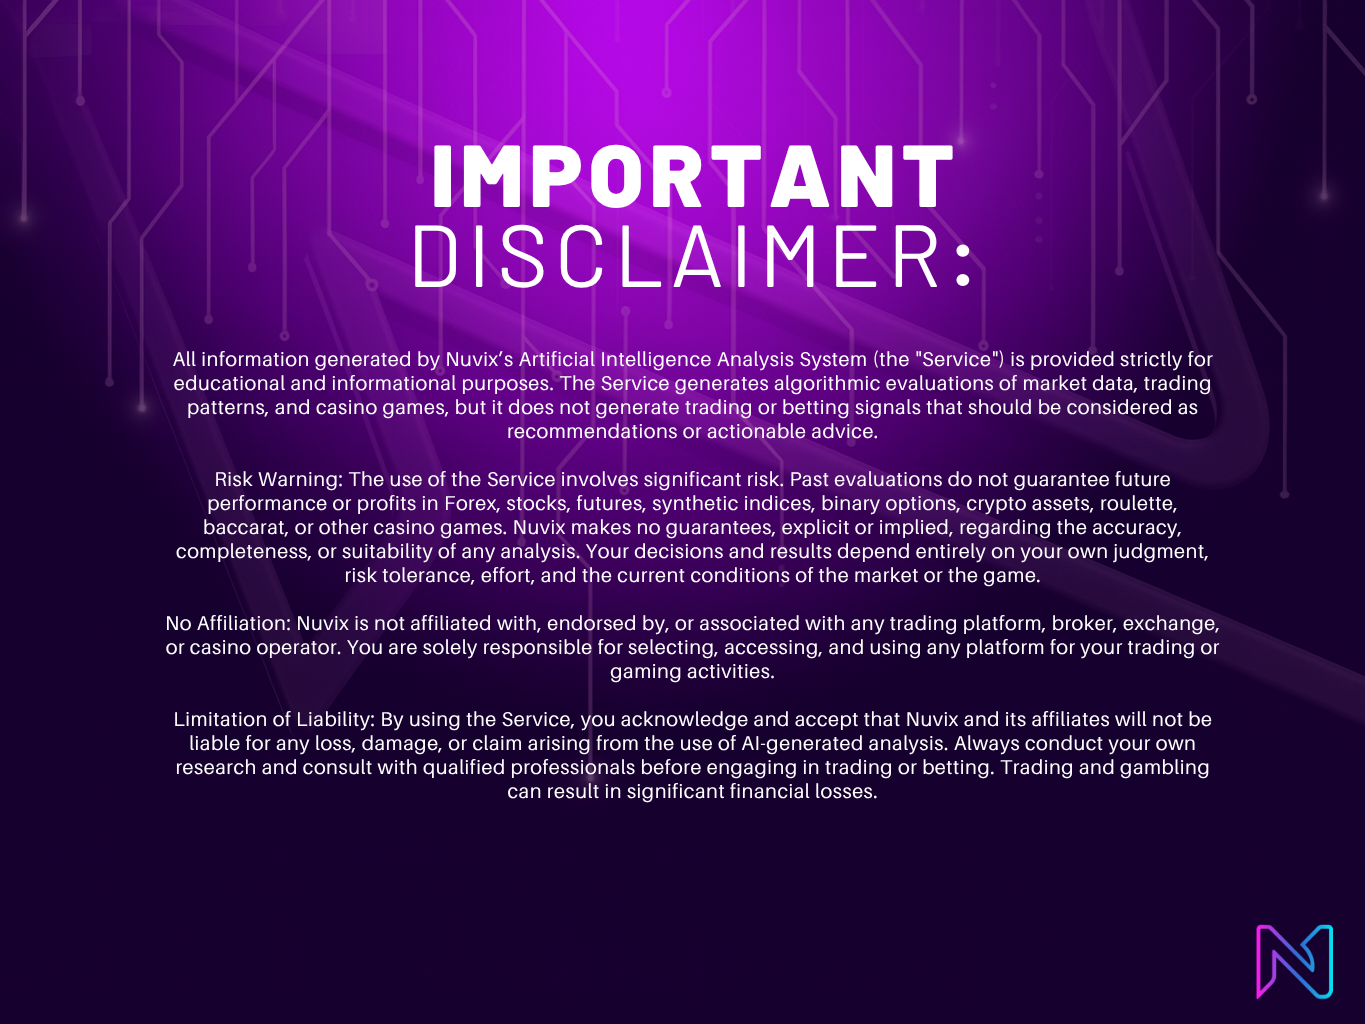 IMPORTANT
DISCLAIMER:
All information generated by Nuvix’s Artificial Intelligence Analysis System (the "Service") is provided strictly for
educational and informational purposes. The Service generates algorithmic evaluations of market data, trading
patterns, and casino games, but it does not generate trading or betting signals that should be considered as
recommendations or actionable advice.
Risk Warning: The use of the Service involves significant risk. Past evaluations do not guarantee future
performance or profits in Forex, stocks, futures, synthetic indices, binary options, crypto assets, roulette,
baccarat, or other casino games. Nuvix makes no guarantees, explicit or implied, regarding the accuracy,
completeness, or suitability of any analysis. Your decisions and results depend entirely on your own judgment,
risk tolerance, effort, and the current conditions of the market or the game.
No Affiliation: Nuvix is not affiliated with, endorsed by, or associated with any trading platform, broker, exchange,
or casino operator. You are solely responsible for selecting, accessing, and using any platform for your trading or
gaming activities.
Limitation of Liability: By using the Service, you acknowledge and accept that Nuvix and its affiliates will not be
liable for any loss, damage, or claim arising from the use of AI-generated analysis. Always conduct your own
research and consult with qualified professionals before engaging in trading or betting. Trading and gambling
can result in significant financial losses.